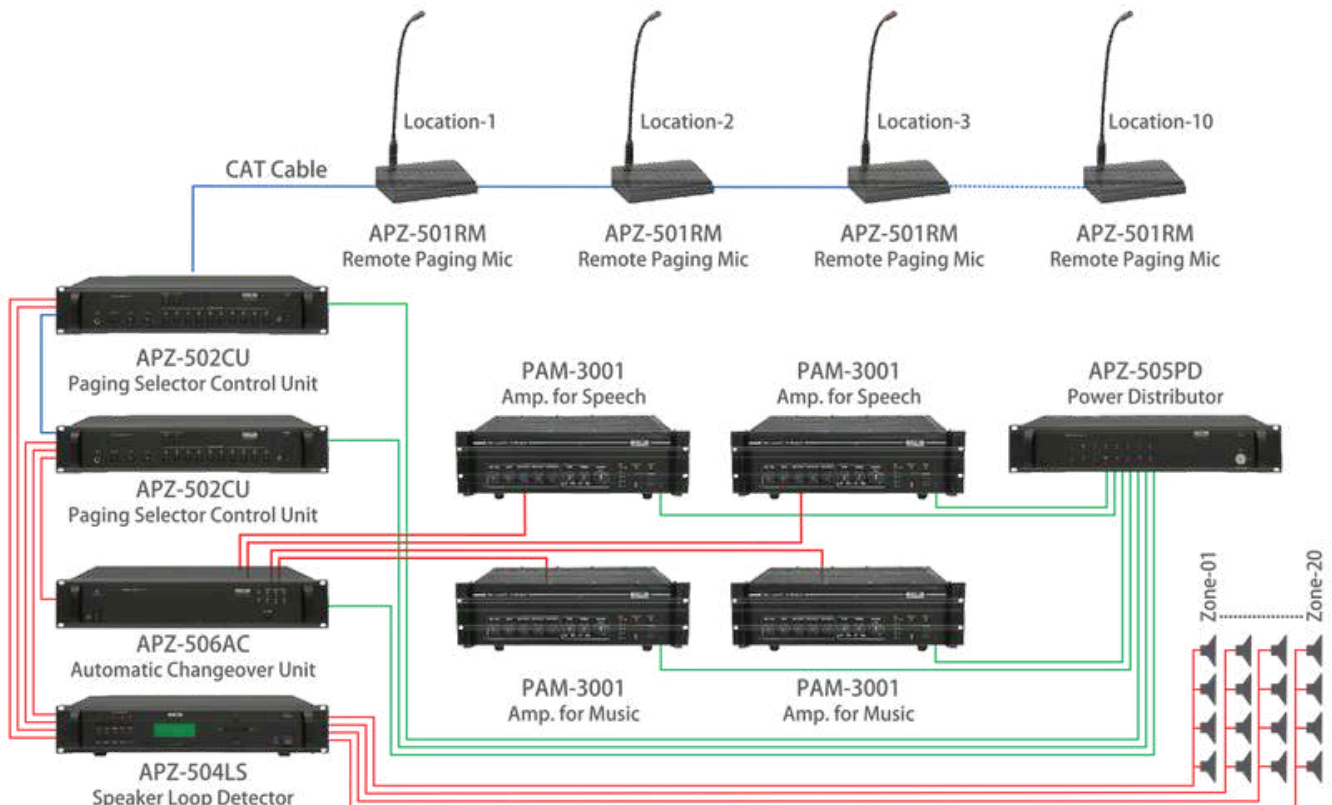 Location-1
Location-2
Location-3
Location-10
CAT Cable
APZ-501RM
Remote Paging Mic
APZ-501RM
Remote Paging Mic
APZ-501RM
Remote Paging Mic
APZ-501RM
Remote Paging Mic
APZ-502CU
Paging Selector Control Unit
PAM-3001
Amp. for Speech
PAM-3001
Amp. for Speech
APZ-505PD
Power Distributor
APZ-502CU
Paging Selector Control Unit
Zone-01
Zone-20
APZ-506AC
Automatic Changeover Unit
PAM-3001
Amp. for Music
PAM-3001
Amp. for Music
APZ-504LS
Speaker Loop Detector